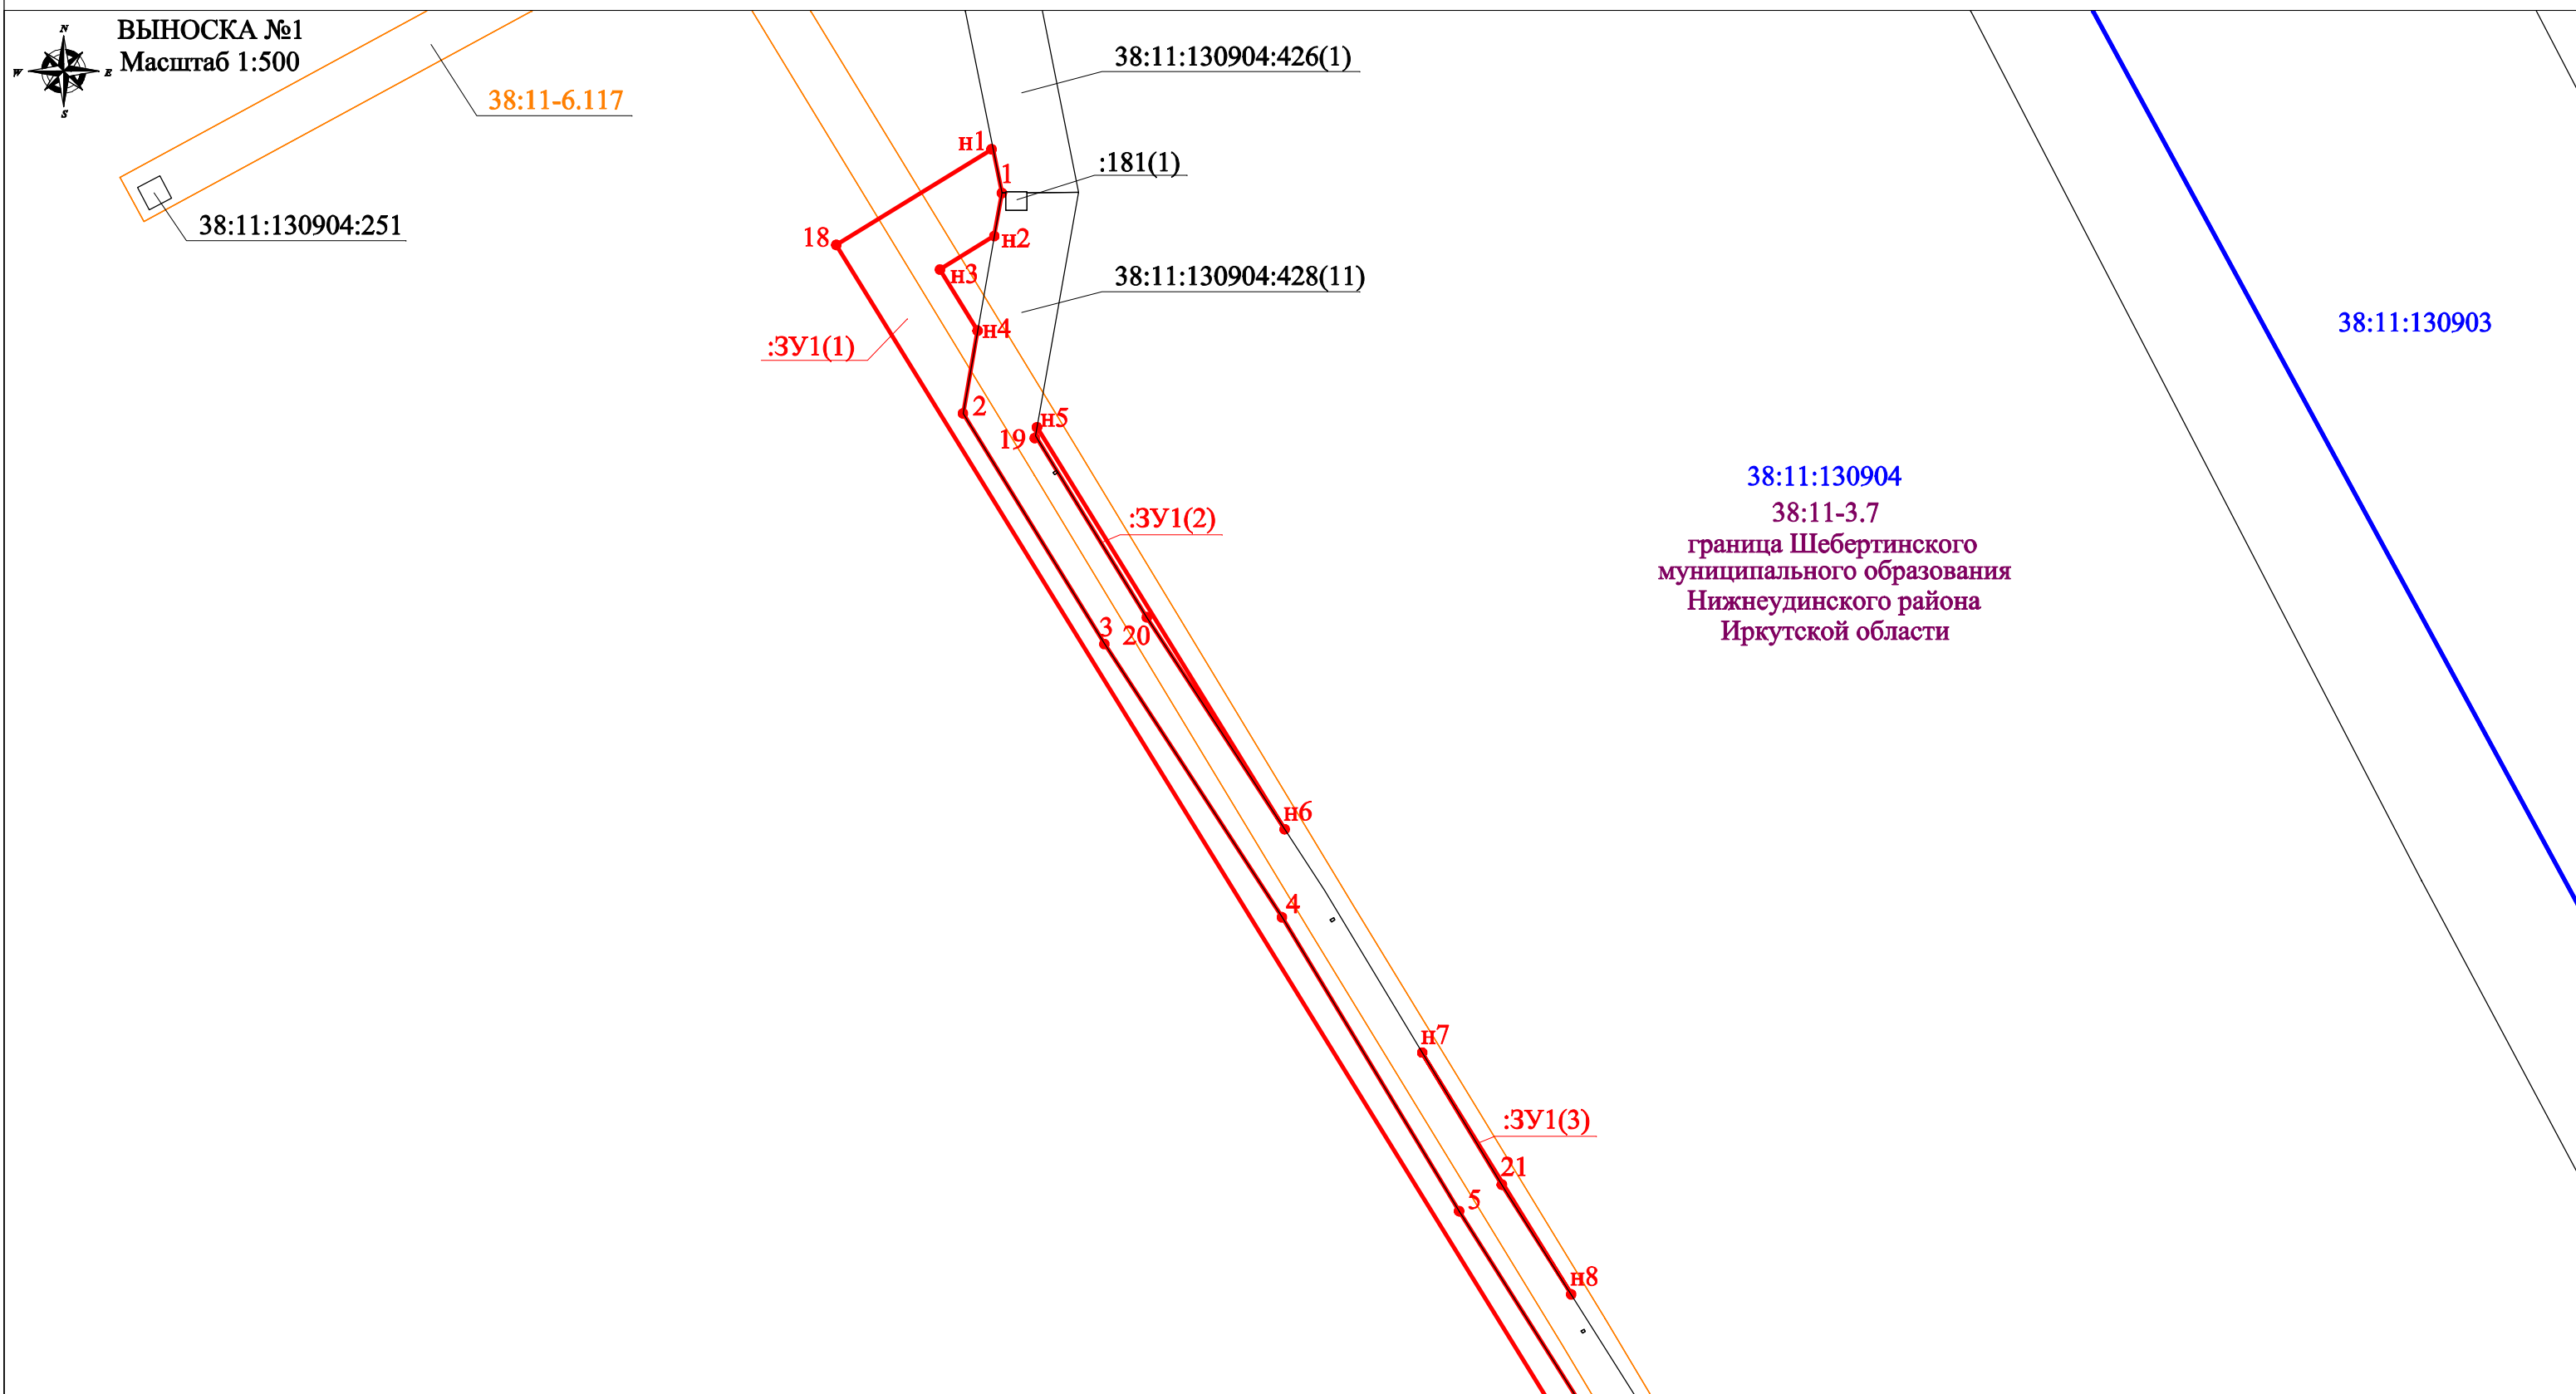 ВЫНОСКА №1
Масштаб 1:500
N
W
E
S
38:11-6.117
38:11:130904:251
38:11:130904:426(1)
:181(1)
38:11:130904:428(11)
н1
1
18
н2
н3
н4
:ЗУ1(1)
2
н5
19
:ЗУ1(2)
3
20
н6
4
н7
:ЗУ1(3)
21
5
н8
38:11:130903
38:11:130904
38:11-3.7
граница Шебертинского
муниципального образования
Нижнеудинского района
Иркутской области